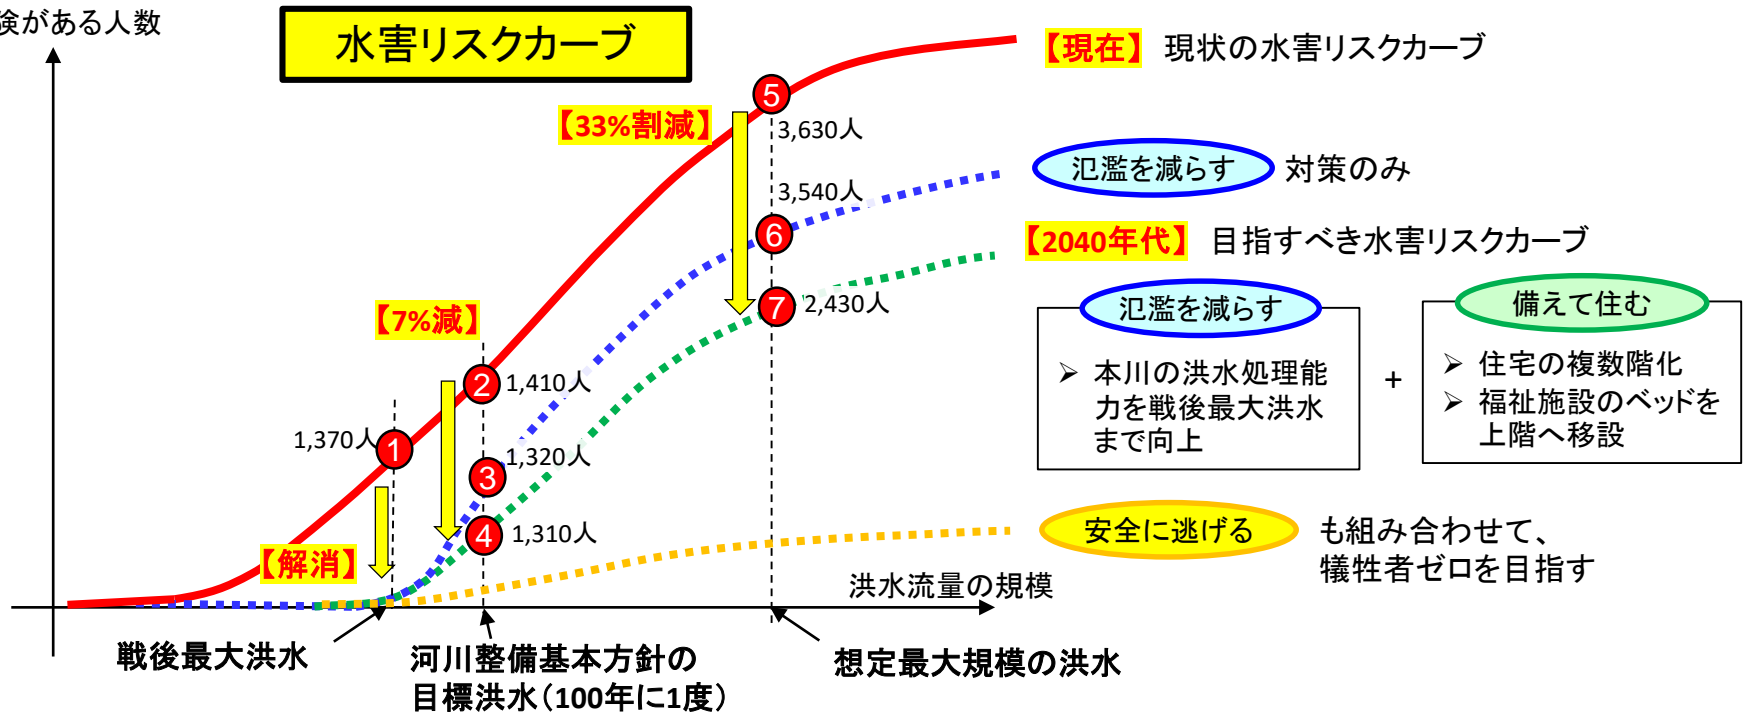 険がある人数
水害リスクカーブ
【現在】 現状の水害リスクカーブ
5
【33%割減】
3,630人
氾濫を減らす 対策のみ
3,540人
6
【2040年代】 目指すべき水害リスクカーブ
7
2,430人
氾濫を減らす
➢ 本川の洪水処理能
力を戦後最大洪水
まで向上
+
備えて住む
➢ 住宅の複数階化
➢ 福祉施設のベッドを
上階へ移設
【7%減】
2
1,410人
1,370人
1
3
1,320人
4
1,310人
【解消】
安全に逃げる も組み合わせて、
犠牲者ゼロを目指す
洪水流量の規模
戦後最大洪水
河川整備基本方針の
目標洪水(100年に1度)
想定最大規模の洪水